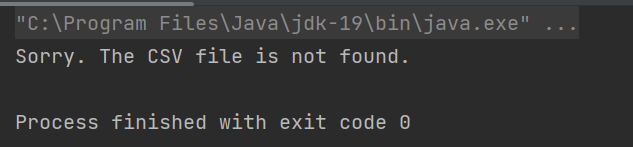 "C:\Program Files\Java\jdk-19\bin\java.exe" ...
Sorry. The CSV file is not found.
Process finished with exit code 0